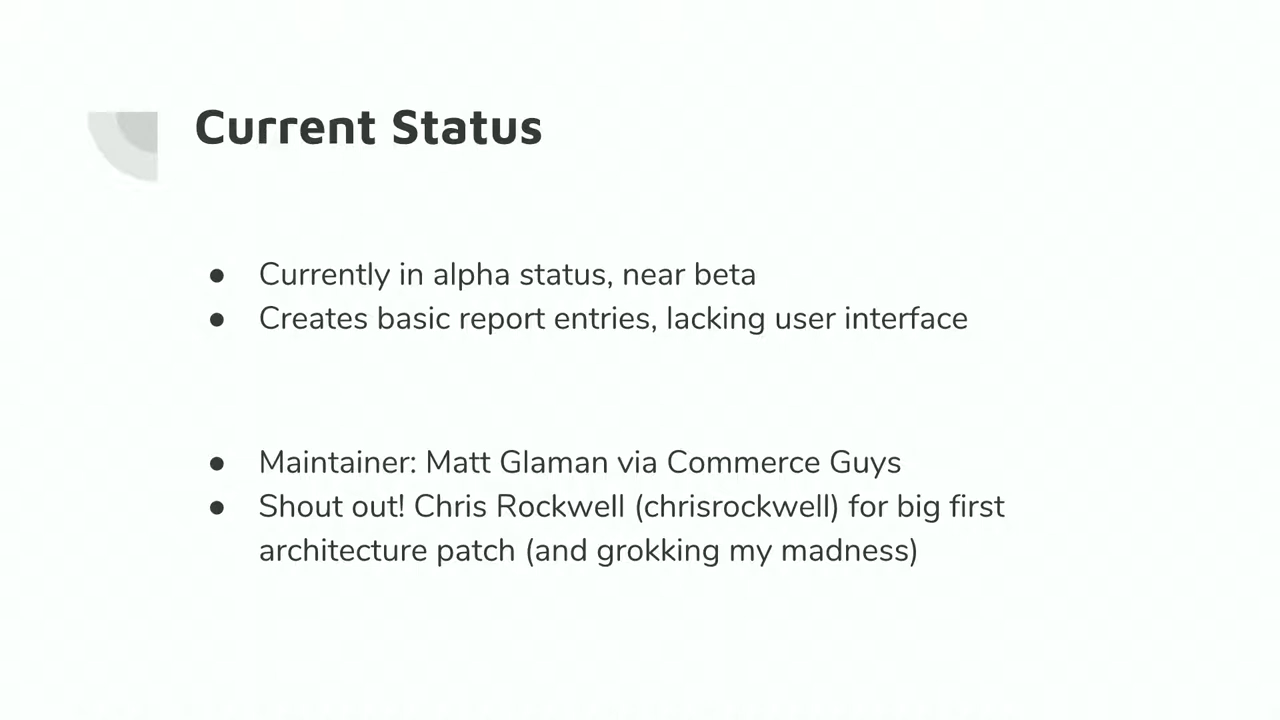 Current Status
● Currently in alpha status, near beta
● Creates basic report entries, lacking user interface
● Maintainer: Matt Glaman via Commerce Guys
● Shout out! Chris Rockwell (chrisrockwell) for big first
architecture patch (and grokking my madness)